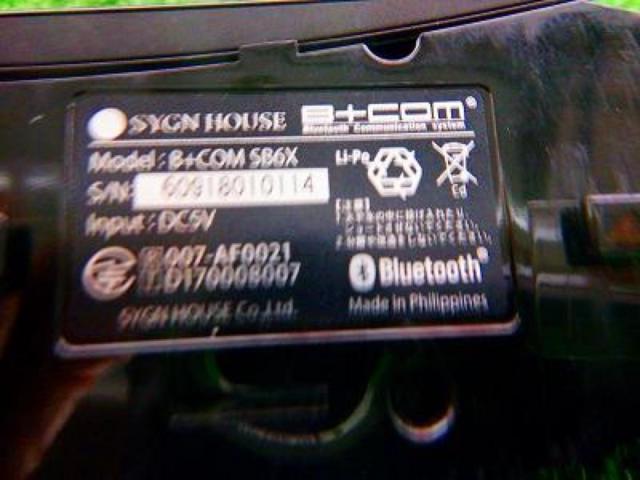 SYGN HOUSE B+COM®
Bluetooth Communication System
Model : B+COM SB6X
S/N: 60918010114
Input : DC5V
Li-Po
Ed
007-AF0021
D170008007
SYGN HOUSE Co.,Ltd.
Bluetooth®
Made in Philippines